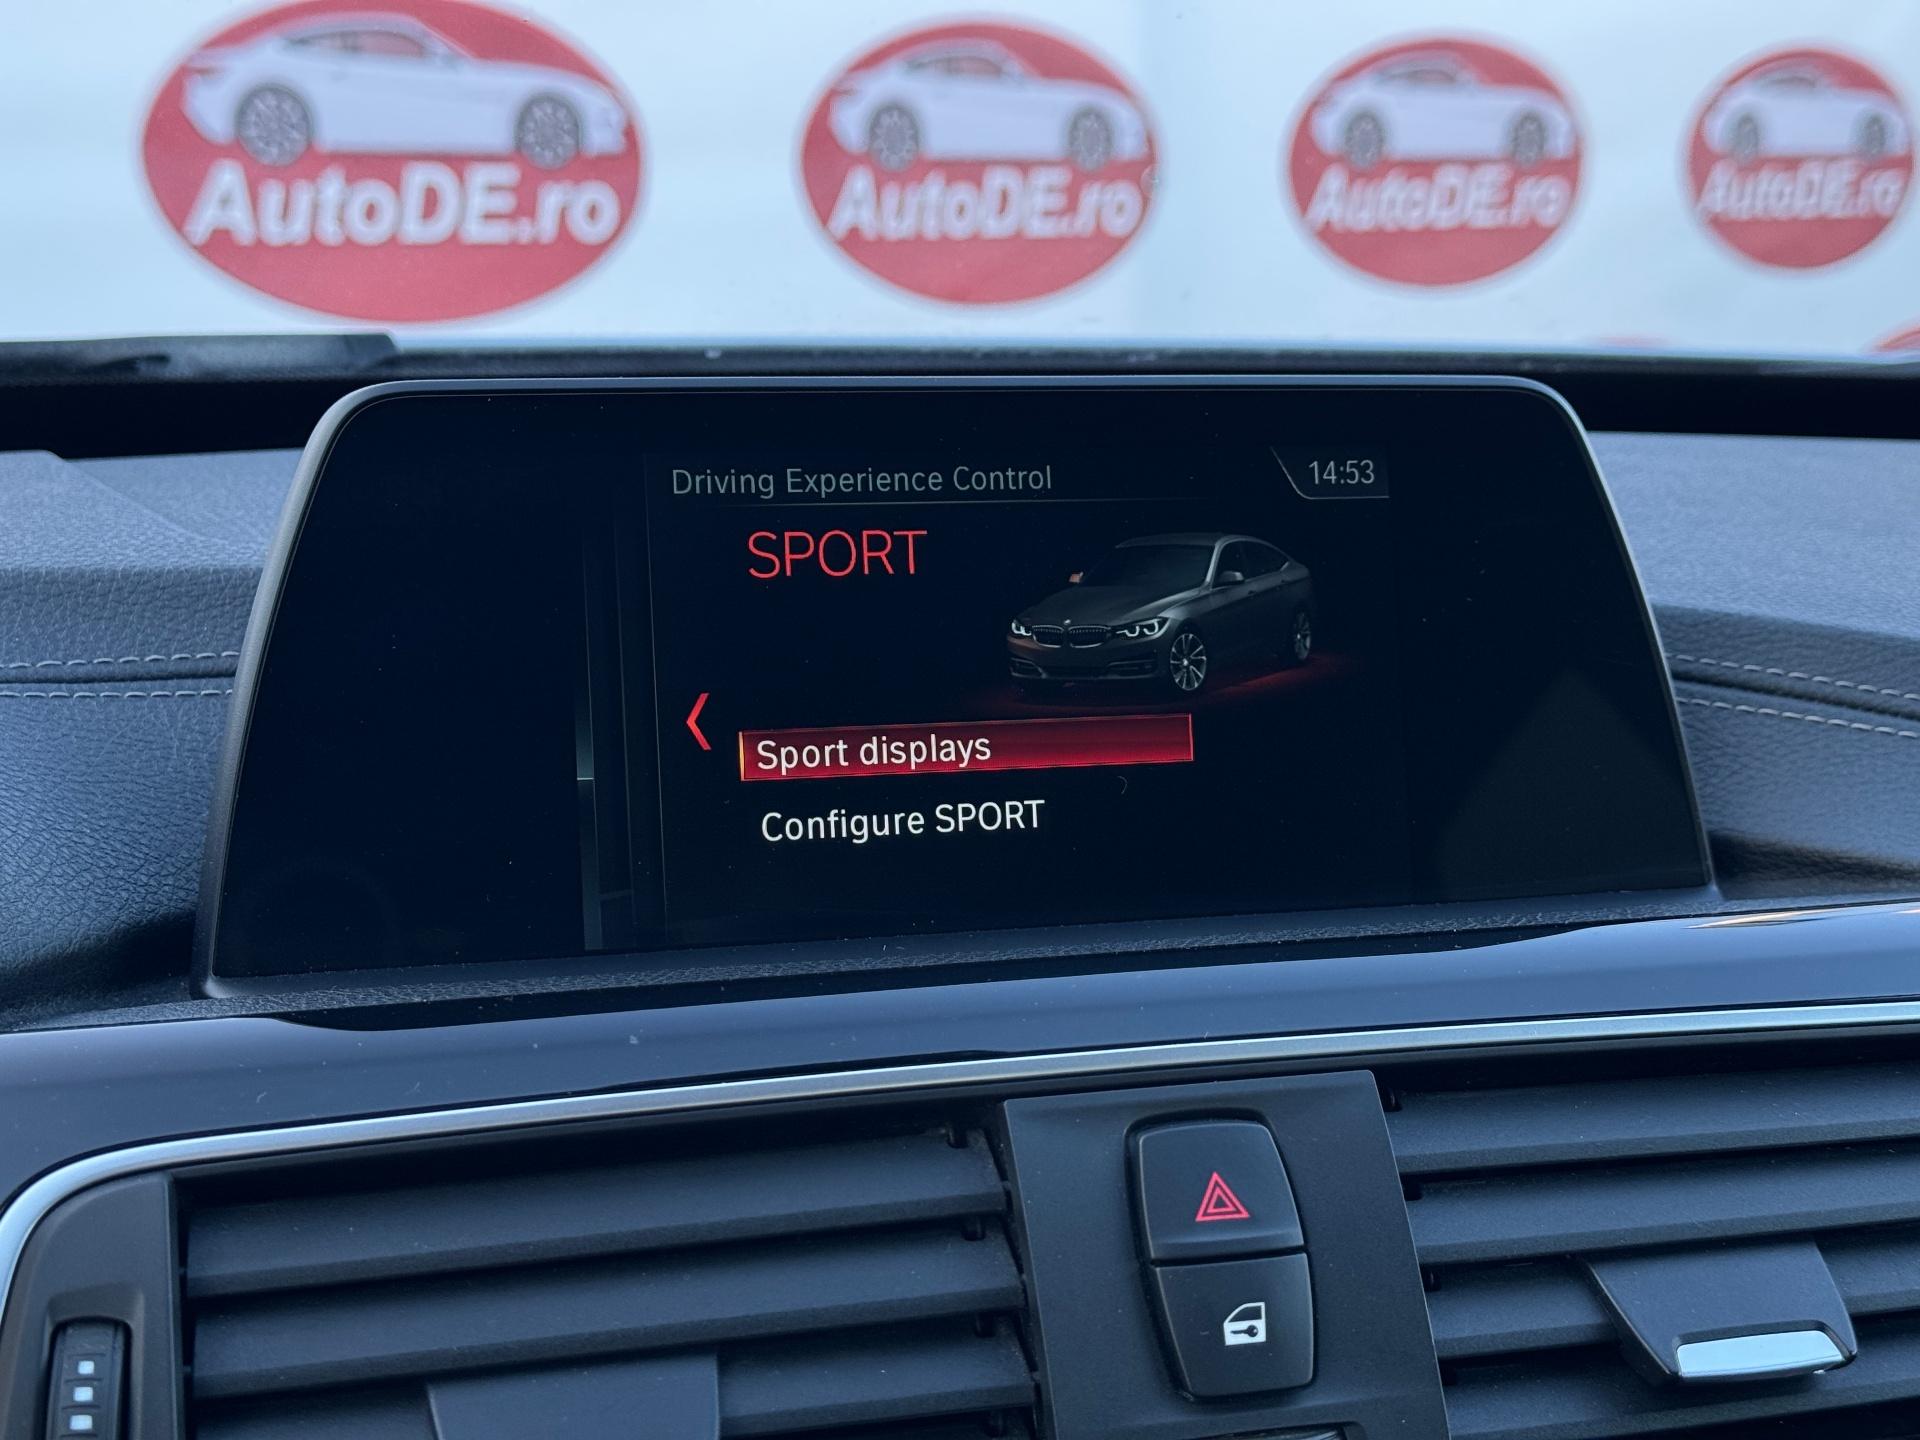 AutoDE.ro
AutoDE.ro
AutoDE.ro
AutoDE.ro
Driving Experience Control
14:53
SPORT
Sport displays
Configure SPORT